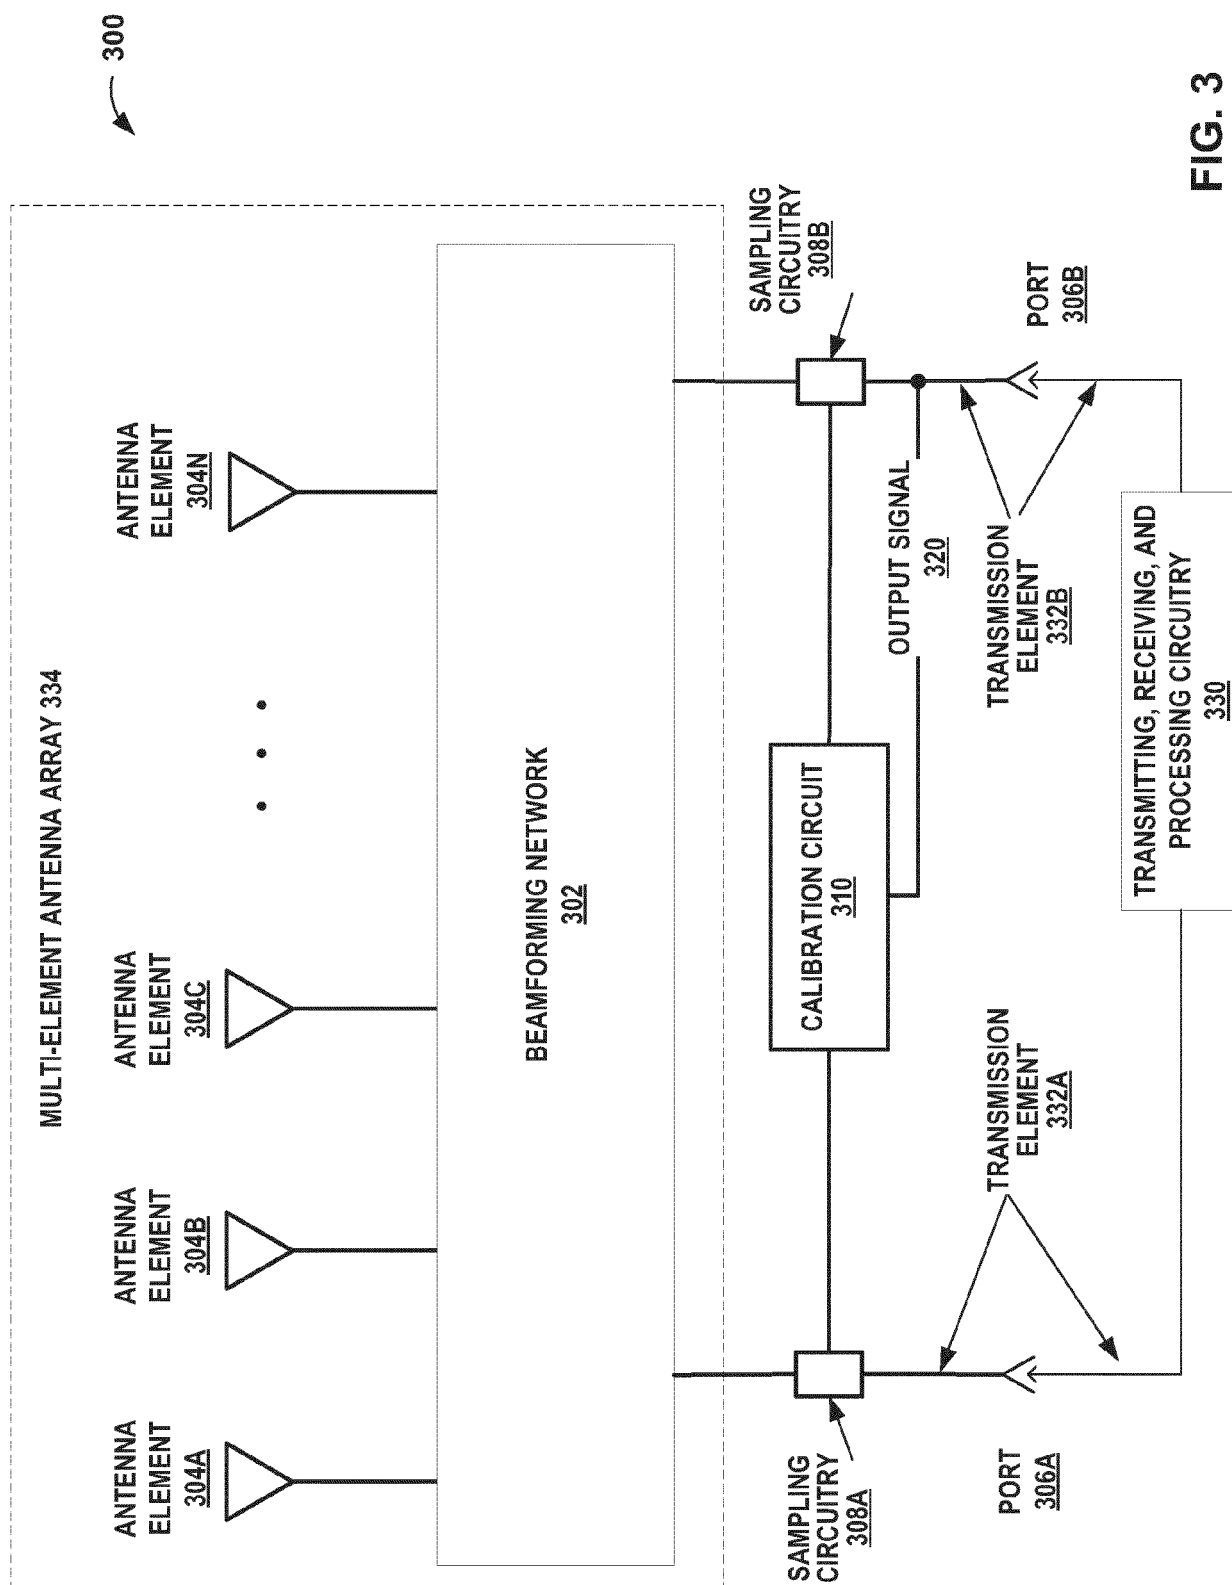 300
MULTI-ELEMENT ANTENNA ARRAY 334
ANTENNA
ELEMENT
304A
ANTENNA
ELEMENT
304B
ANTENNA
ELEMENT
304C
ANTENNA
ELEMENT
304N
BEAMFORMING NETWORK
302
SAMPLING
CIRCUITRY
308A
CALIBRATION CIRCUIT
310
SAMPLING
CIRCUITRY
308B
OUTPUT SIGNAL
320
PORT
306A
TRANSMISSION
ELEMENT
332A
TRANSMISSION
ELEMENT
332B
PORT
306B
TRANSMITTING, RECEIVING, AND
PROCESSING CIRCUITRY
330
FIG. 3